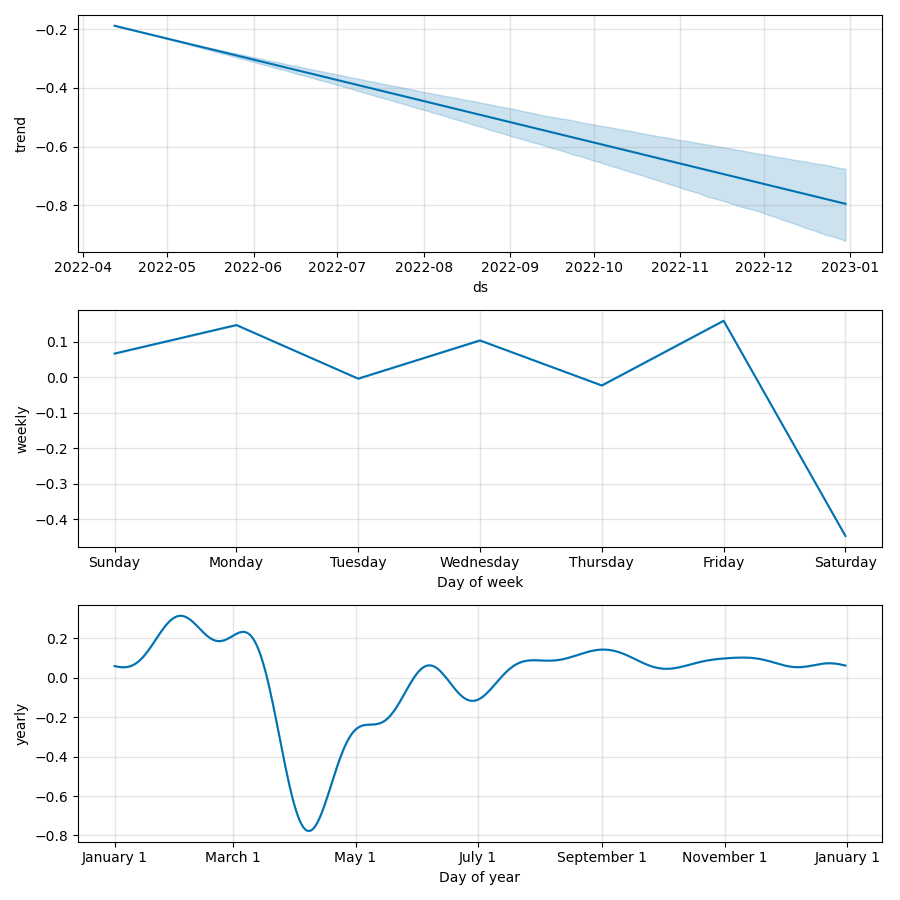 −0.2
−0.4
−0.6
−0.8
trend
2022-04 2022-05 2022-06 2022-07 2022-08 2022-09 2022-10 2022-11 2022-12 2023-01
ds
0.1
0.0
−0.1
−0.2
−0.3
−0.4
weekly
Sunday Monday Tuesday Wednesday Thursday Friday Saturday
Day of week
0.2
0.0
−0.2
−0.4
−0.6
−0.8
yearly
January 1 March 1 May 1 July 1 September 1 November 1 January 1
Day of year